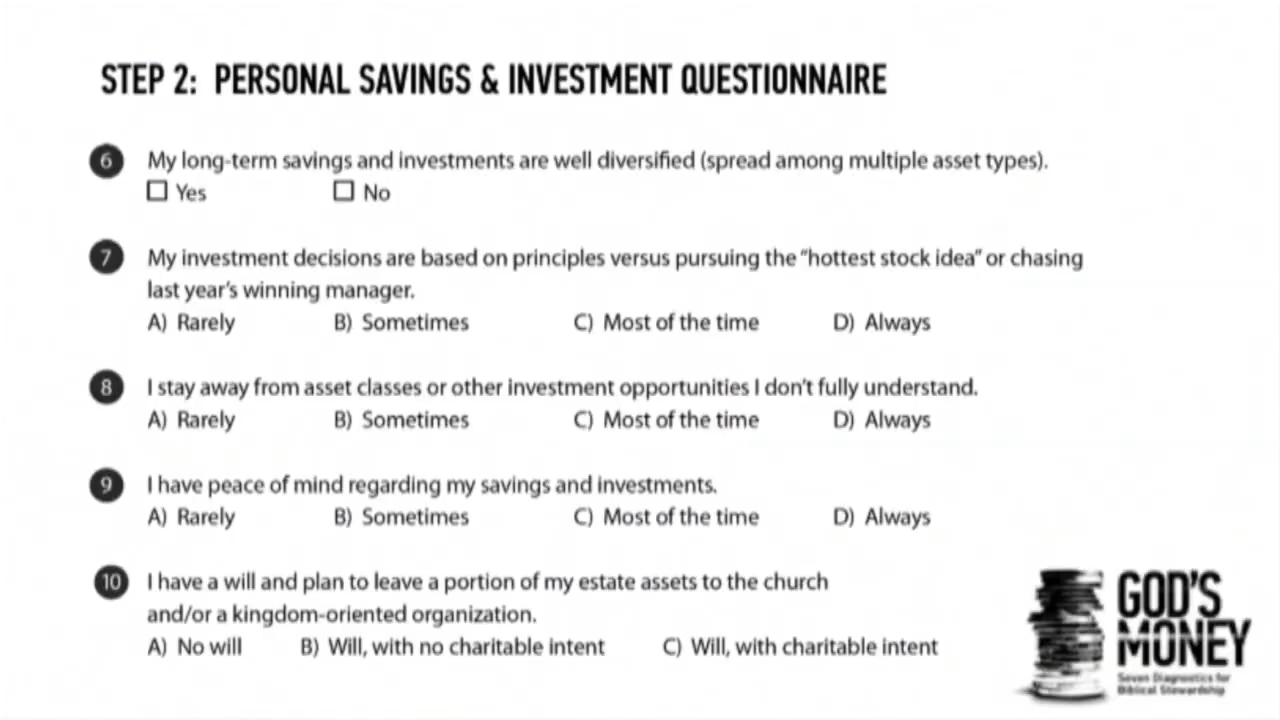 STEP 2: PERSONAL SAVINGS & INVESTMENT QUESTIONNAIRE
6 My long-term savings and investments are well diversified (spread among multiple asset types).
Yes No
7 My investment decisions are based on principles versus pursuing the “hottest stock idea” or chasing
last year’s winning manager.
A) Rarely B) Sometimes C) Most of the time D) Always
8 I stay away from asset classes or other investment opportunities I don’t fully understand.
A) Rarely B) Sometimes C) Most of the time D) Always
9 I have peace of mind regarding my savings and investments.
A) Rarely B) Sometimes C) Most of the time D) Always
10 I have a will and plan to leave a portion of my estate assets to the church
and/or a kingdom-oriented organization.
A) No will B) Will, with no charitable intent C) Will, with charitable intent
GOD’S
MONEY
Seven Diagnostics for
Biblical Stewardship